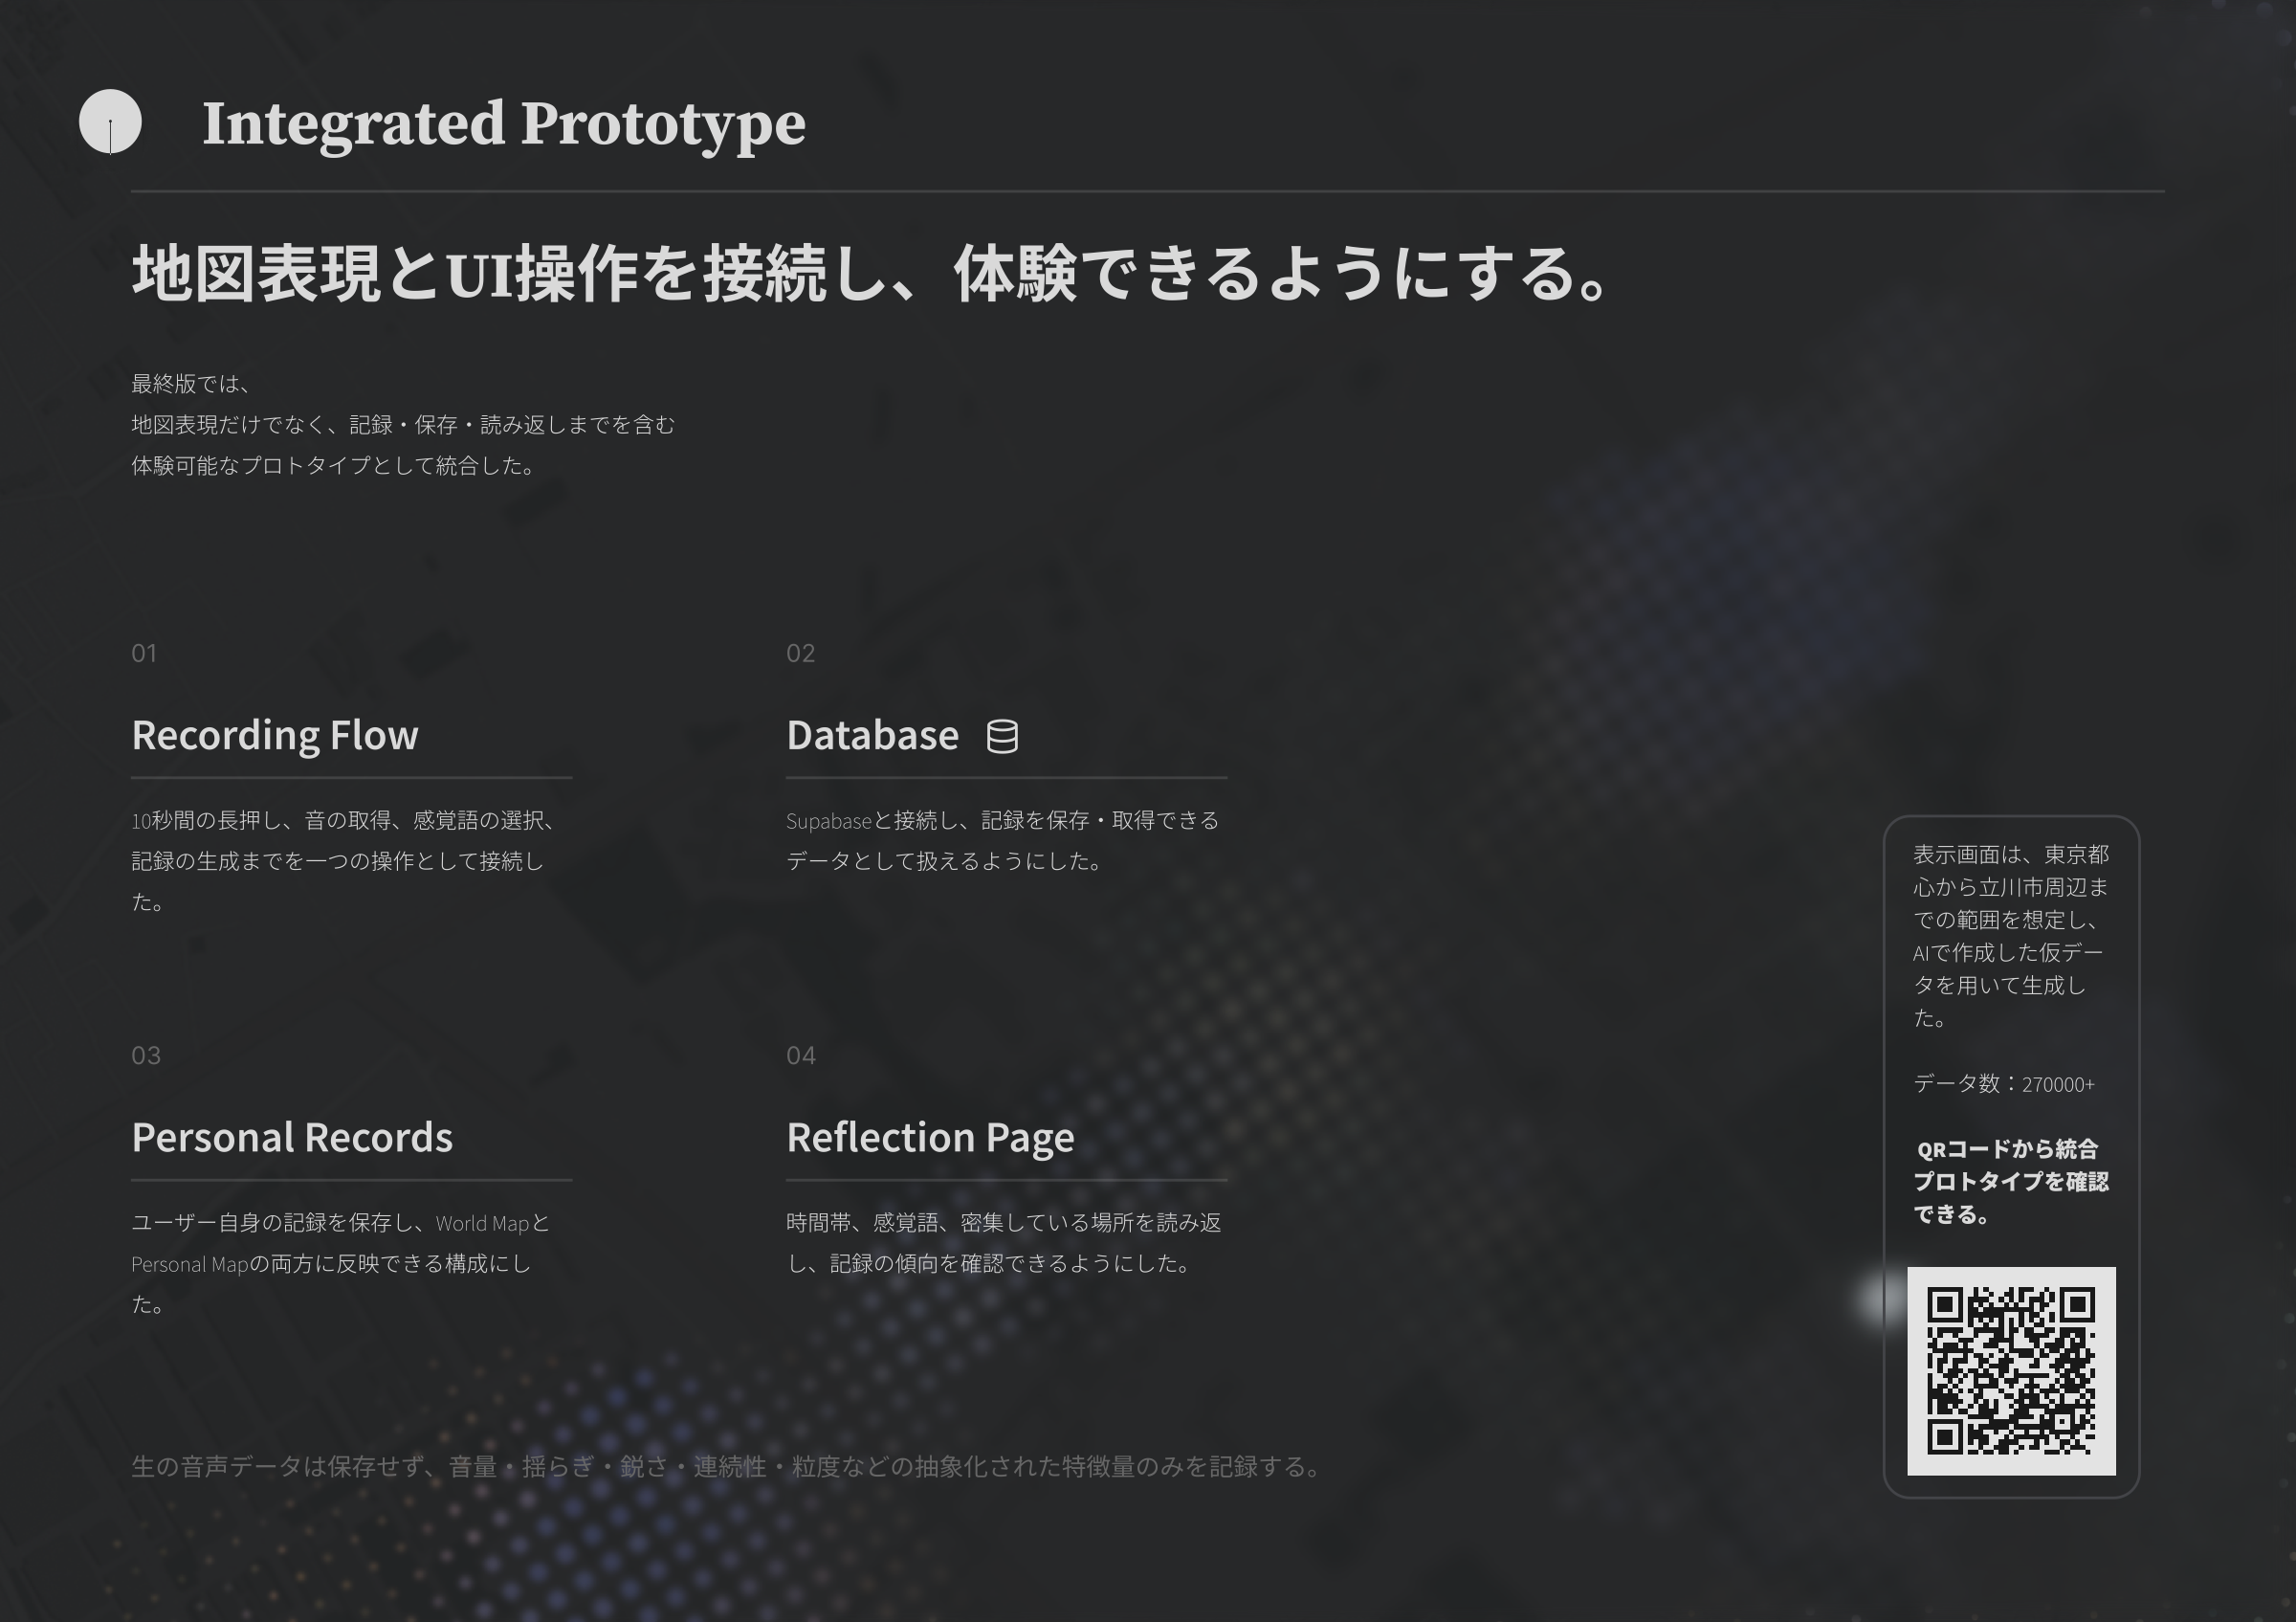 Integrated Prototype
地図表現とUI操作を接続し、体験できるようにする。
最終版では、
地図表現だけでなく、記録・保存・読み返しまでを含む
体験可能なプロトタイプとして統合した。
01
Recording Flow
10秒間の長押し、音の取得、感覚語の選択、
記録の生成までを一つの操作として接続し
た。
02
Database
Supabaseと接続し、記録を保存・取得できる
データとして扱えるようにした。
03
Personal Records
ユーザー自身の記録を保存し、World Mapと
Personal Mapの両方に反映できる構成にし
た。
04
Reflection Page
時間帯、感覚語、密集している場所を読み返
し、記録の傾向を確認できるようにした。
表示画面は、東京都
心から立川市周辺ま
での範囲を想定し、
AIで作成した仮デー
タを用いて生成し
た。
データ数：270000+
QRコードから統合
プロトタイプを確認
できる。
生の音声データは保存せず、音量・揺らぎ・鋭さ・連続性・粒度などの抽象化された特徴量のみを記録する。